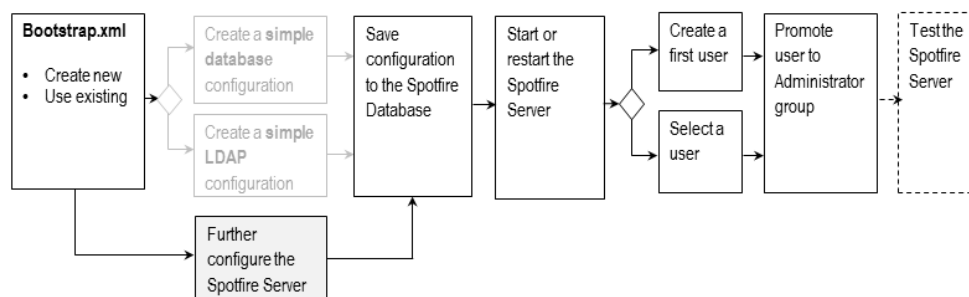 Bootstrap.xml
• Create new
• Use existing
Create a simple
database
configuration
Create a simple
LDAP
configuration
Further
configure the
Spotfire Server
Save
configuration
to the Spotfire
Database
Start or
restart the
Spotfire
Server
Create a
first user
Select a
user
Promote
user to
Administrator
group
Test the
Spotfire
Server